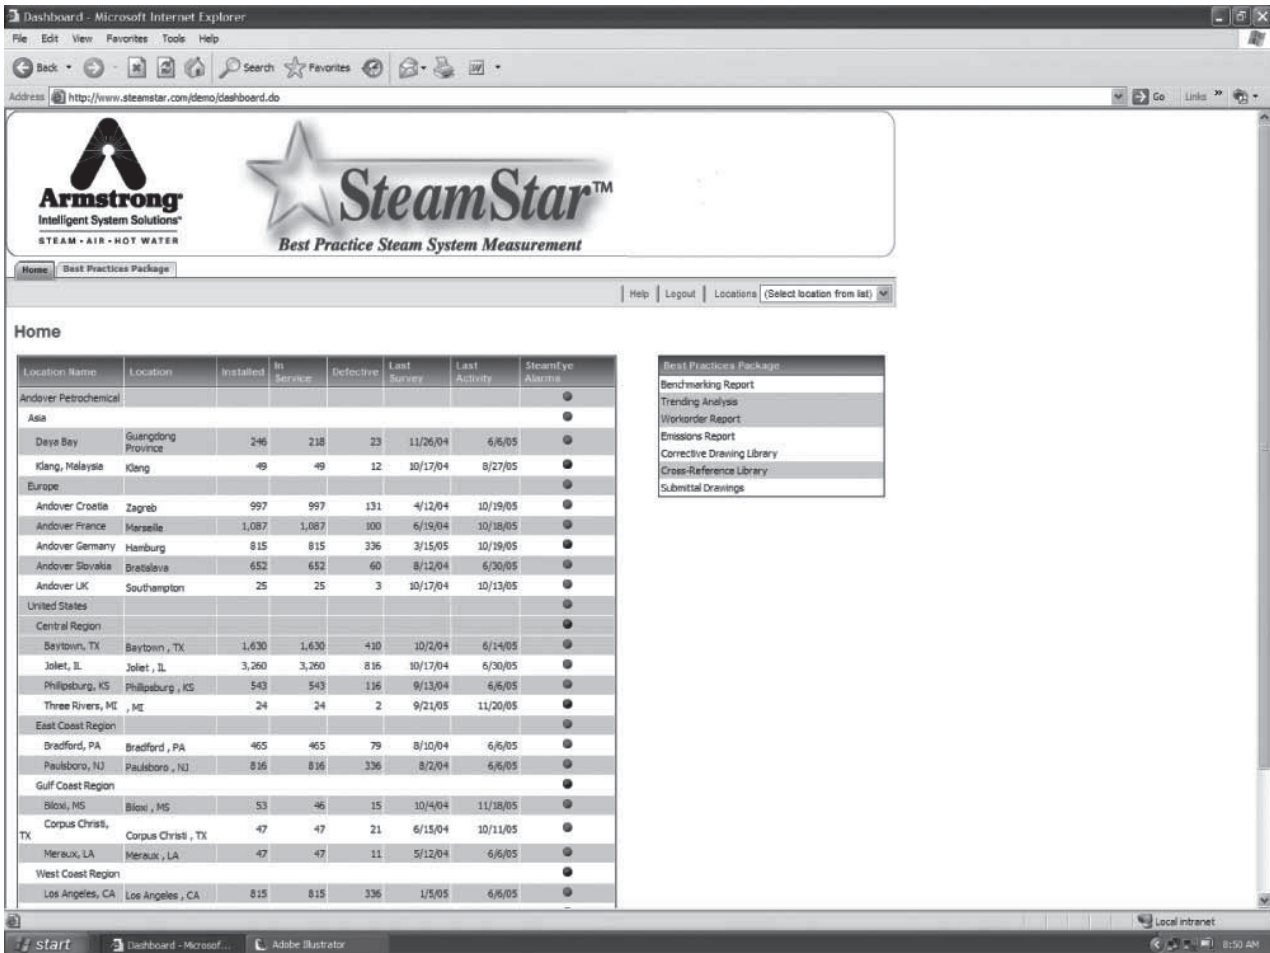 Dashboard - Microsoft Internet Explorer
File Edit View Favorites Tools Help
Back Search Favorites
Address http://www.steamstar.com/demo/dashboard.do Go Links »
Armstrong
Intelligent System Solutions
STEAM • AIR • HOT WATER
SteamStar™
Best Practice Steam System Measurement
Home Best Practices Package
Help Logout Locations (Select location from list)
Home
Location Name Location Installed In Service Defective Last Survey Last Activity SteamEye Alarms
Andover Petrochemical
Asia
Daya Bay Guangdong Province 246 218 23 11/26/04 6/6/05
Klang, Malaysia Klang 49 49 12 10/17/04 8/27/05
Europe
Andover Croatia Zagreb 997 997 131 4/12/04 10/19/05
Andover France Marseille 1,087 1,087 100 6/19/04 10/18/05
Andover Germany Hamburg 815 815 336 3/15/05 10/19/05
Andover Slovakia Bratislava 652 652 60 8/12/04 6/30/05
Andover UK Southampton 25 25 3 10/17/04 10/13/05
United States
Central Region
Baytown, TX Baytown , TX 1,630 1,630 410 10/2/04 6/14/05
Joliet, IL Joliet , IL 3,260 3,260 816 10/17/04 6/30/05
Philipsburg, KS Philipsburg , KS 543 543 116 9/13/04 6/6/05
Three Rivers, MI , MI 24 24 2 9/21/05 11/20/05
East Coast Region
Bradford, PA Bradford , PA 465 465 79 8/10/04 6/6/05
Paulsboro, NJ Paulsboro , NJ 816 816 336 8/2/04 6/6/05
Gulf Coast Region
Biloxi, MS Biloxi , MS 53 46 15 10/4/04 11/18/05
Corpus Christi, TX Corpus Christi , TX 47 47 21 6/15/04 10/11/05
Meraux, LA Meraux , LA 47 47 11 5/12/04 6/6/05
West Coast Region
Los Angeles, CA Los Angeles , CA 815 815 336 1/5/05 6/6/05
Best Practices Package
Benchmarking Report
Trending Analysis
Workorder Report
Emissions Report
Corrective Drawing Library
Cross-Reference Library
Submittal Drawings
Local intranet
start Dashboard - Microsof... Adobe Illustrator 8:50 AM